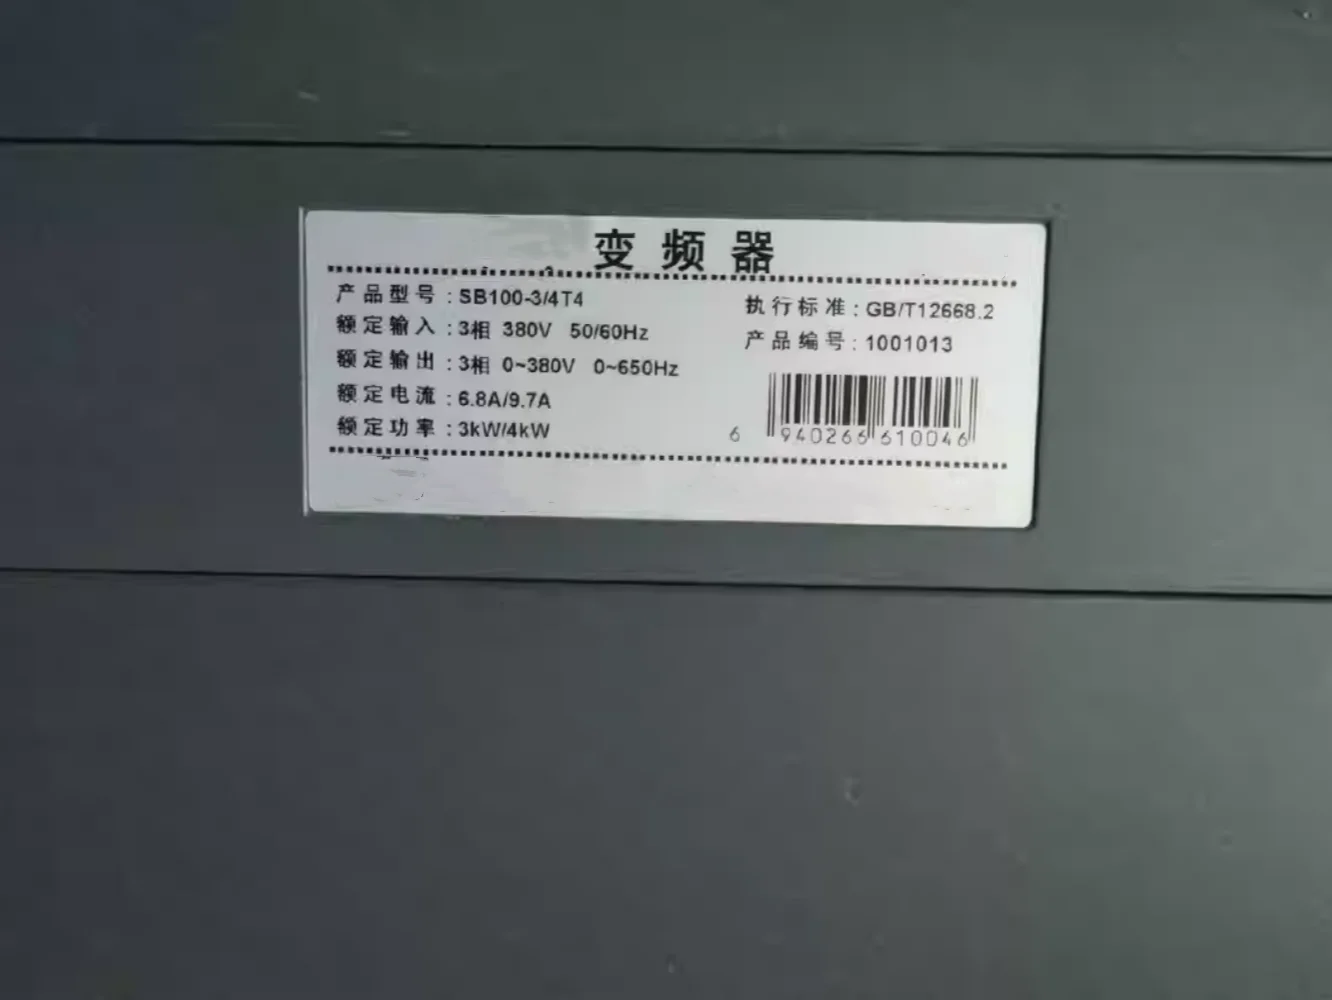 变频器
产品型号：SB100-3/4T4
额定输入：3相 380V 50/60Hz
额定输出：3相 0~380V 0~650Hz
额定电流：6.8A/9.7A
额定功率：3kW/4kW
执行标准：GB/T12668.2
产品编号：1001013
6 940266 610046